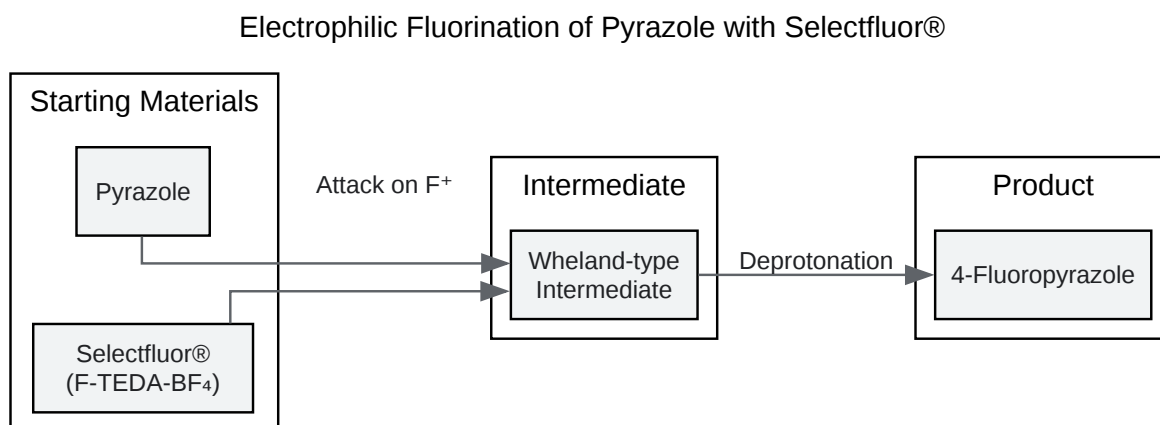 Electrophilic Fluorination of Pyrazole with Selectfluor®
Starting Materials
Pyrazole
Attack on F⁺
Selectfluor®
(F-TEDA-BF₄)
Intermediate
Wheland-type
Intermediate
Deprotonation
Product
4-Fluoropyrazole